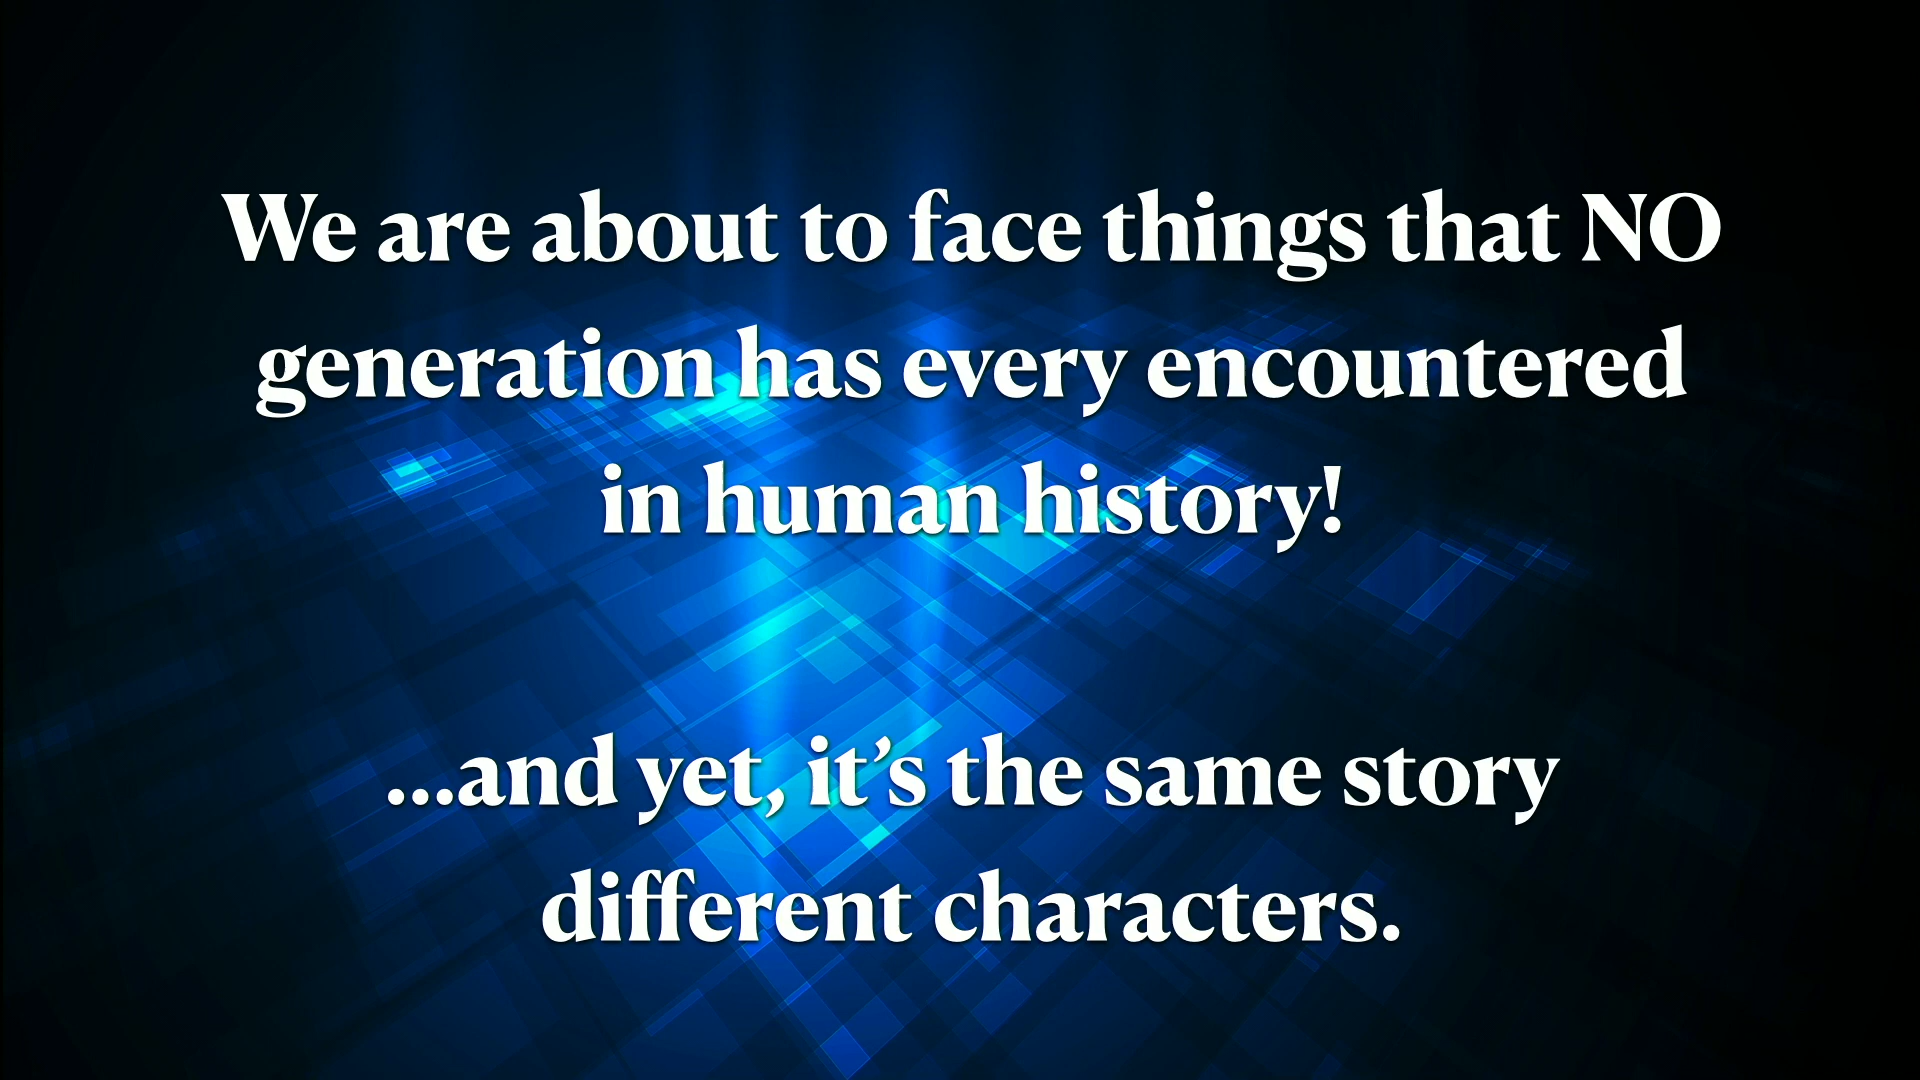 We are about to face things that NO
generation has every encountered
in human history!
...and yet, it’s the same story
different characters.